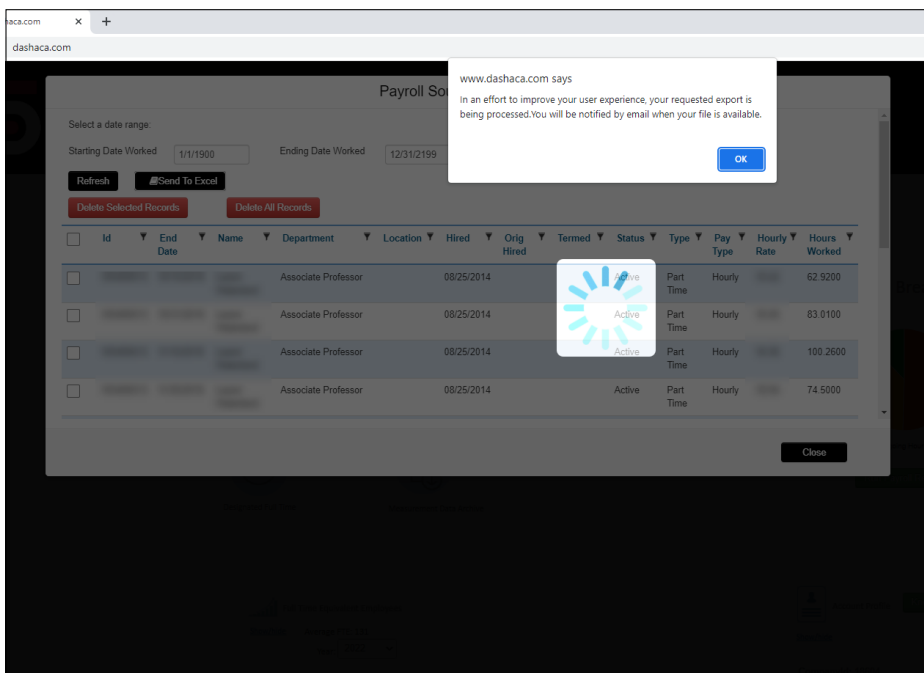 haca.com
dashaca.com
www.dashaca.com says
In an effort to improve your user experience, your requested export is
being processed.You will be notified by email when your file is available.
OK
Payroll
Select a date range:
Starting Date Worked 1/1/1900 Ending Date Worked 12/31/2199
Refresh Send To Excel
Delete Selected Records Delete All Records
Id End Date Name Department Location Hired Orig Hired Termed Status Type Pay Type Hourly Rate Hours Worked
Associate Professor 08/25/2014 Active Part Time Hourly 62.9200
Associate Professor 08/25/2014 Active Part Time Hourly 83.0100
Associate Professor 08/25/2014 Active Part Time Hourly 100.2600
Associate Professor 08/25/2014 Active Part Time Hourly 74.5000
Close